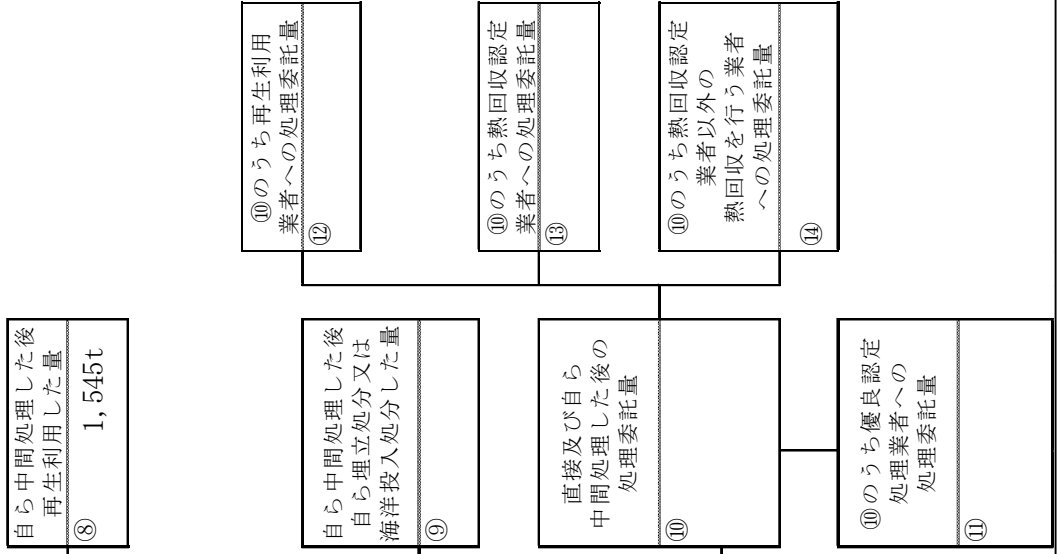 自ら中間処理した後
再生利用した量
⑧
1,545t
自ら中間処理した後
自ら埋立処分又は
海洋投入処分した量
⑨
直接及び自ら
中間処理した後の
処理委託量
⑩
⑩のうち優良認定
処理業者への
処理委託量
⑪
⑩のうち再生利用
業者への処理委託量
⑫
⑩のうち熱回収認定
業者への処理委託量
⑬
⑩のうち熱回収認定
業者以外の
熱回収を行う業者
への処理委託量
⑭